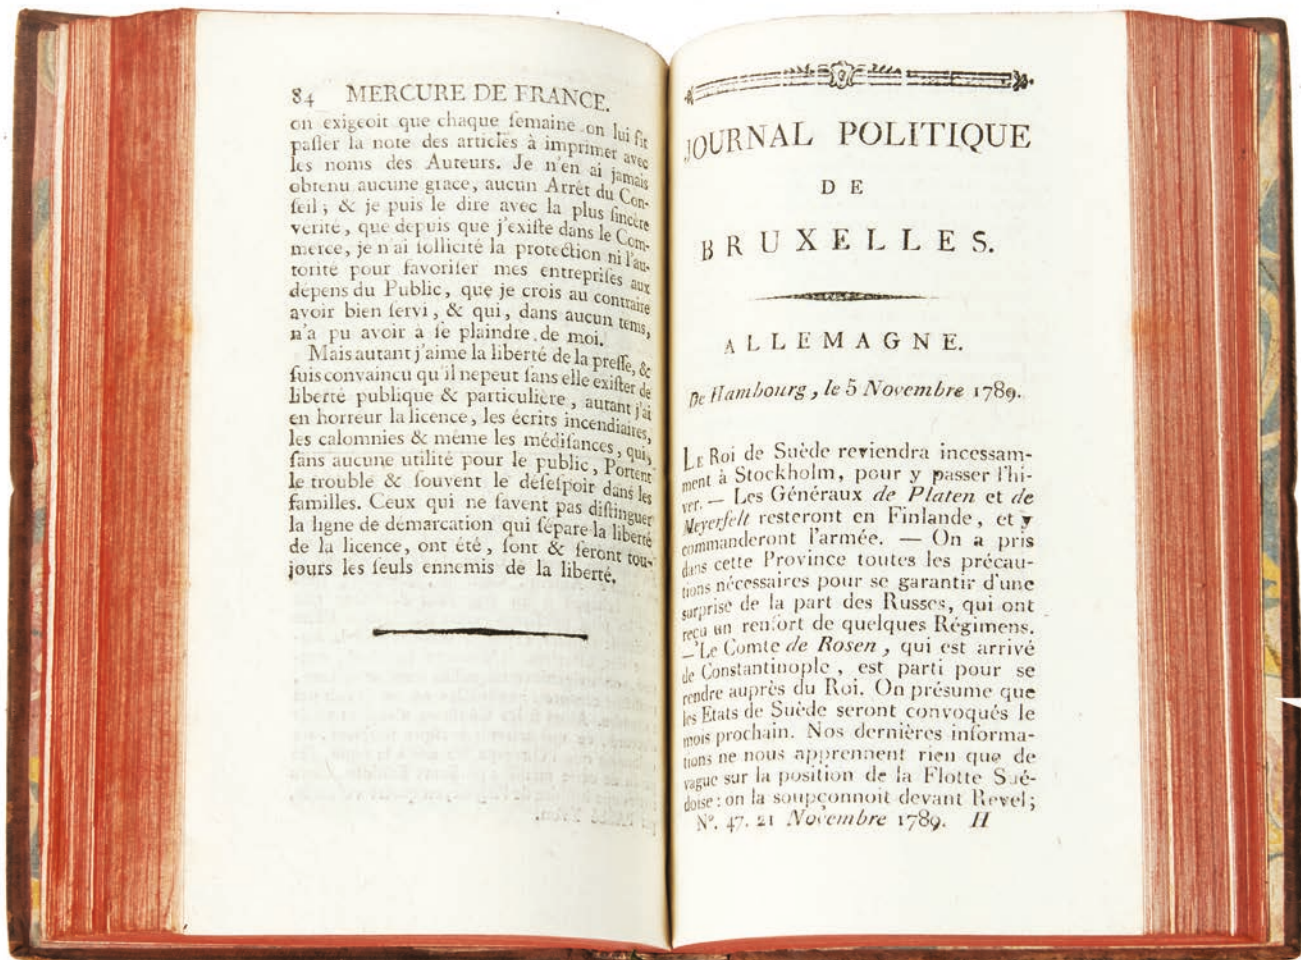 84 MERCURE DE FRANCE.
on exigeoit que chaque ſemaine on lui fît
paſſer la note des articles à imprimer avec
les noms des Auteurs. Je n'en ai jamais
obtenu aucune grace, aucun Arrêt du Con-
ſeil ; & je puis le dire avec la plus ſincère
vérité, que depuis que j'exiſte dans le Com-
merce, je n'ai ſollicité la protection ni l'au-
torité pour favoriſer mes entrepriſes aux
dépens du Public, que je crois au contraire
avoir bien ſervi, & qui, dans aucun tems,
n'a pu avoir à ſe plaindre de moi.
Mais autant j'aime la liberté de la preſſe, &
ſuis convaincu qu'il ne peut ſans elle exiſter de
liberté publique & particulière, autant j'ai
en horreur la licence, les écrits incendiaires,
les calomnies & même les médiſances, qui,
ſans aucune utilité pour le public, Portent
le trouble & ſouvent le déſeſpoir dans les
familles. Ceux qui ne ſavent pas diſtinguer
la ligne de démarcation qui ſépare la liberté
de la licence, ont été, ſont & ſeront tou-
jours les ſeuls ennemis de la liberté.
JOURNAL POLITIQUE
DE
BRUXELLES.
ALLEMAGNE.
De Hambourg, le 5 Novembre 1789.
LE Roi de Suède reviendra incessam-
ment à Stockholm, pour y passer l'hi-
ver. — Les Généraux de Platen et de
Meyerfelt resteront en Finlande, et y
commanderont l'armée. — On a pris
dans cette Province toutes les précau-
tions nécessaires pour se garantir d'une
surprise de la part des Russes, qui ont
reçu un renfort de quelques Régimens.
— Le Comte de Rosen, qui est arrivé
de Constantinople, est parti pour se
rendre auprès du Roi. On présume que
les Etats de Suède seront convoqués le
mois prochain. Nos dernières informa-
tions ne nous apprennent rien que de
vague sur la position de la Flotte Sué-
doise : on la soupçonnoit devant Revel ;
Nº. 47. 21 Novembre 1789. H